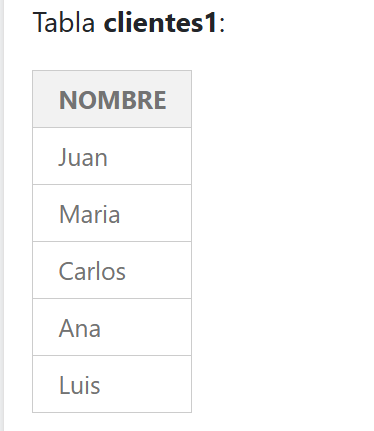 Tabla clientes1:
NOMBRE
Juan
Maria
Carlos
Ana
Luis